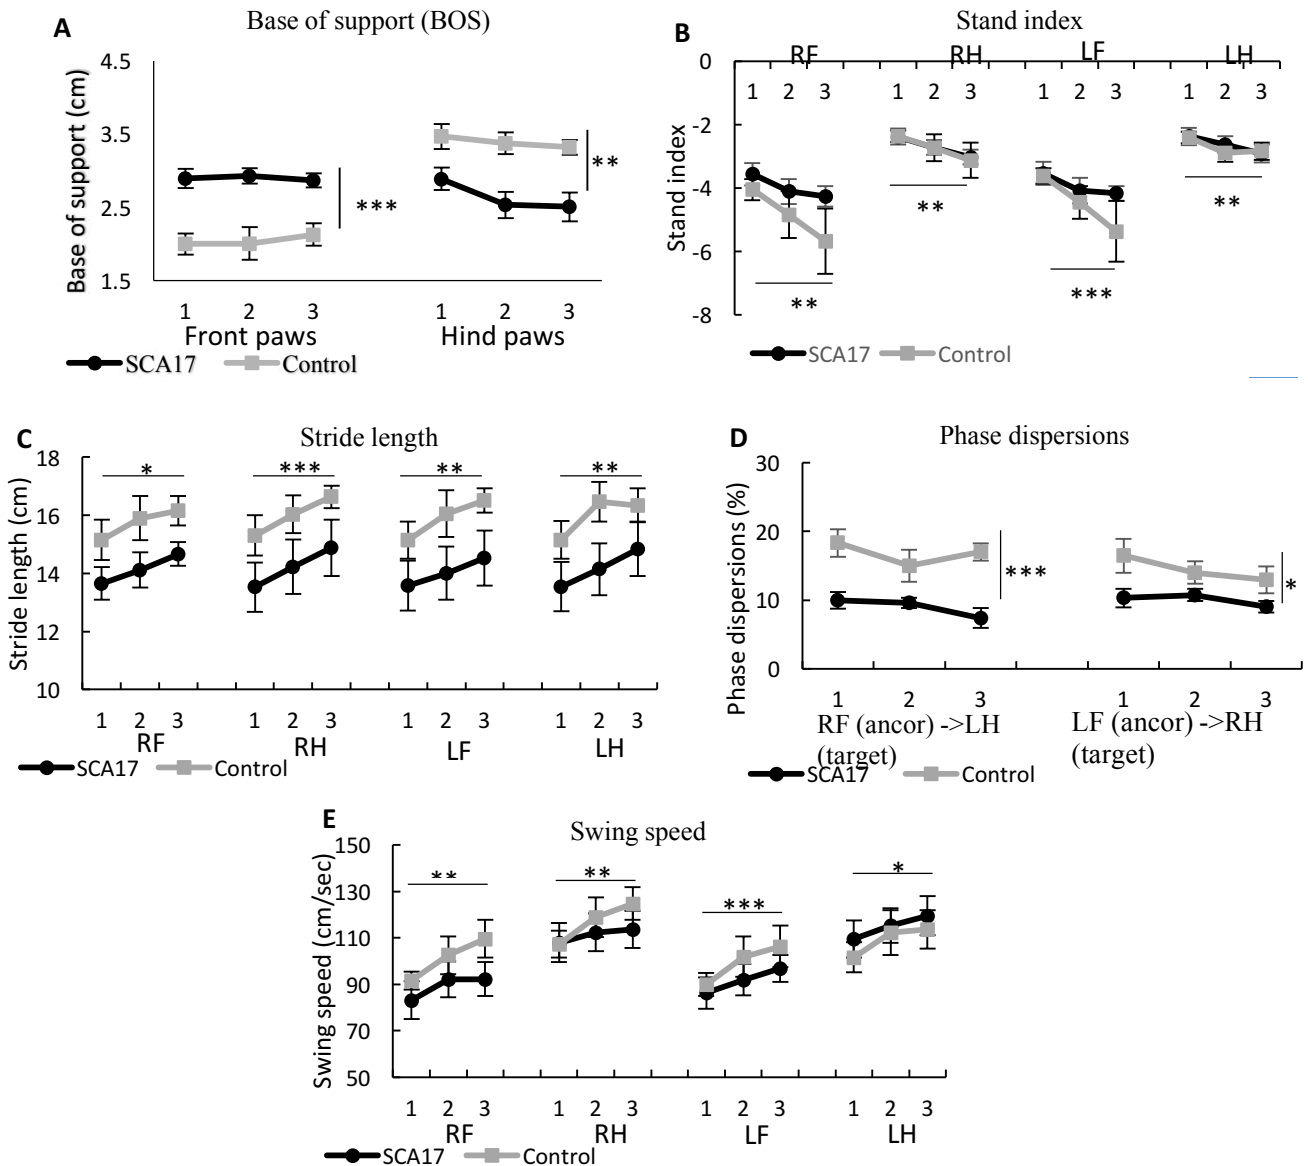 A
Base of support (BOS)
Base of support (cm)
4.5
3.5
2.5
1.5
**
***
1 2 3 1 2 3
Front paws Hind paws
SCA17 Control
B
Stand index
Stand index
0
-2
-4
-6
-8
RF RH LF LH
1 2 3 1 2 3 1 2 3 1 2 3
** ** *** **
SCA17 Control
C
Stride length
Stride length (cm)
18
16
14
12
10
* *** ** **
1 2 3 1 2 3 1 2 3 1 2 3
RF RH LF LH
SCA17 Control
D
Phase dispersions
Phase dispersions (%)
30
20
10
0
*** *
1 2 3 1 2 3
RF (ancor) ->LH
(target)
LF (ancor) ->RH
(target)
SCA17 Control
E
Swing speed
Swing speed (cm/sec)
150
130
110
90
70
50
** ** *** *
1 2 3 1 2 3 1 2 3 1 2 3
RF RH LF LH
SCA17 Control